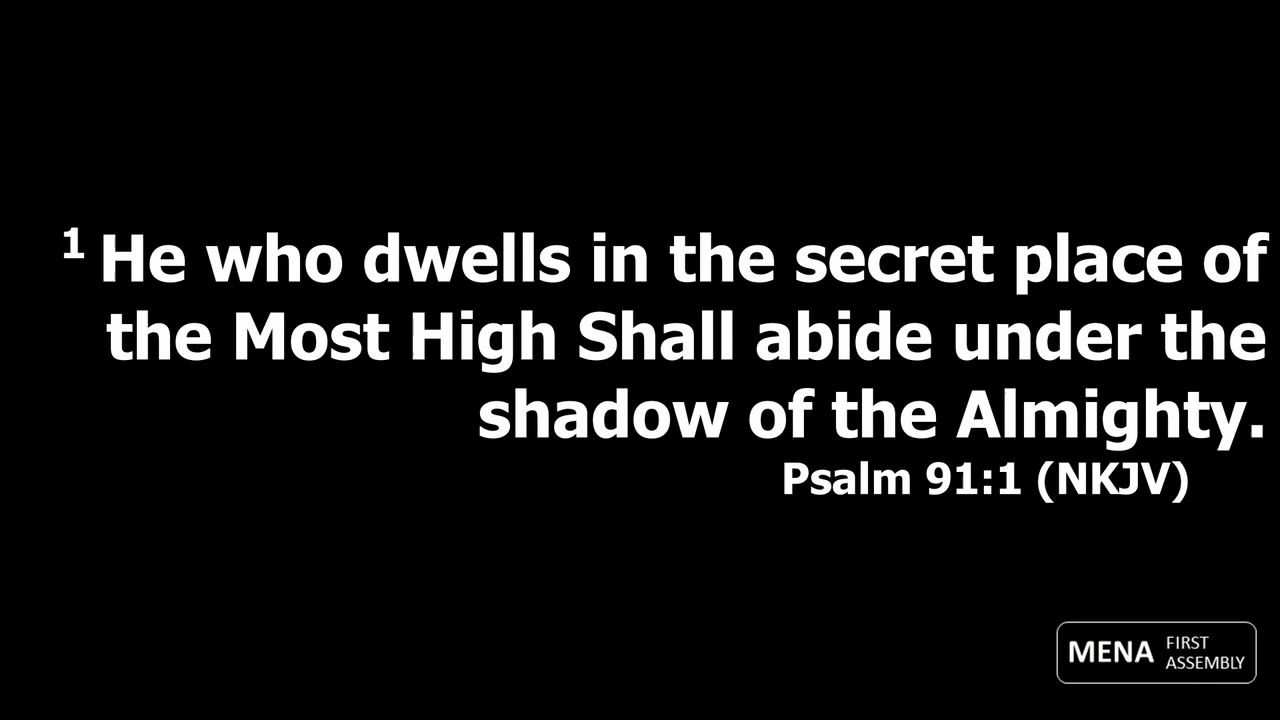 1 He who dwells in the secret place of
the Most High Shall abide under the
shadow of the Almighty.
Psalm 91:1 (NKJV)
MENA FIRST
ASSEMBLY